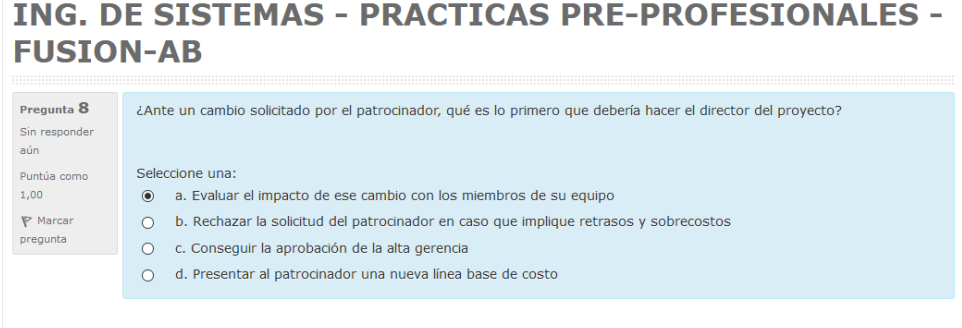 ING. DE SISTEMAS - PRACTICAS PRE-PROFESIONALES -
FUSION-AB
Pregunta 8
Sin responder
aún
Puntúa como
1,00
Marcar
pregunta
¿Ante un cambio solicitado por el patrocinador, qué es lo primero que debería hacer el director del proyecto?
Seleccione una:
a. Evaluar el impacto de ese cambio con los miembros de su equipo
b. Rechazar la solicitud del patrocinador en caso que implique retrasos y sobrecostos
c. Conseguir la aprobación de la alta gerencia
d. Presentar al patrocinador una nueva línea base de costo